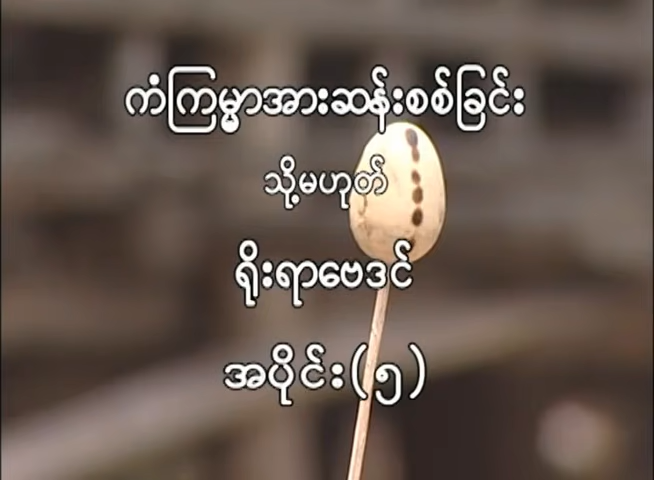 ကံကြမ္မာအားဆန်းစစ်ခြင်း
သို့မဟုတ်
ရိုးရာဗေဒင်
အပိုင်း(၅)